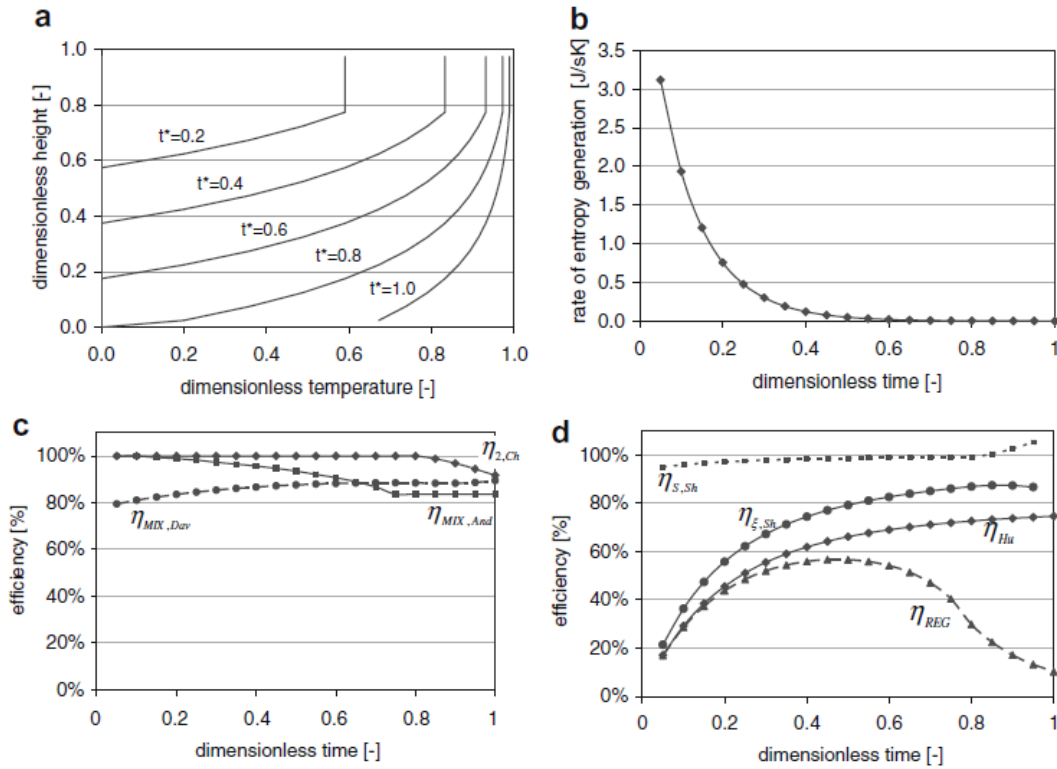 a
dimensionless height [-]
1.0
0.8
0.6
0.4
0.2
0.0
t*=0.2
t*=0.4
t*=0.6
t*=0.8
t*=1.0
0.0 0.2 0.4 0.6 0.8 1.0
dimensionless temperature [-]
b
rate of entropy generation [J/sK]
3.5
3.0
2.5
2.0
1.5
1.0
0.5
0.0
0 0.2 0.4 0.6 0.8 1
dimensionless time [-]
c
efficiency [%]
100%
80%
60%
40%
20%
0%
η2,Ch
ηMIX,Dav
ηMIX,And
0 0.2 0.4 0.6 0.8 1
dimensionless time [-]
d
efficiency [%]
100%
80%
60%
40%
20%
0%
ηS,Sh
ηξ,Sh
ηHu
ηREG
0 0.2 0.4 0.6 0.8 1
dimensionless time [-]